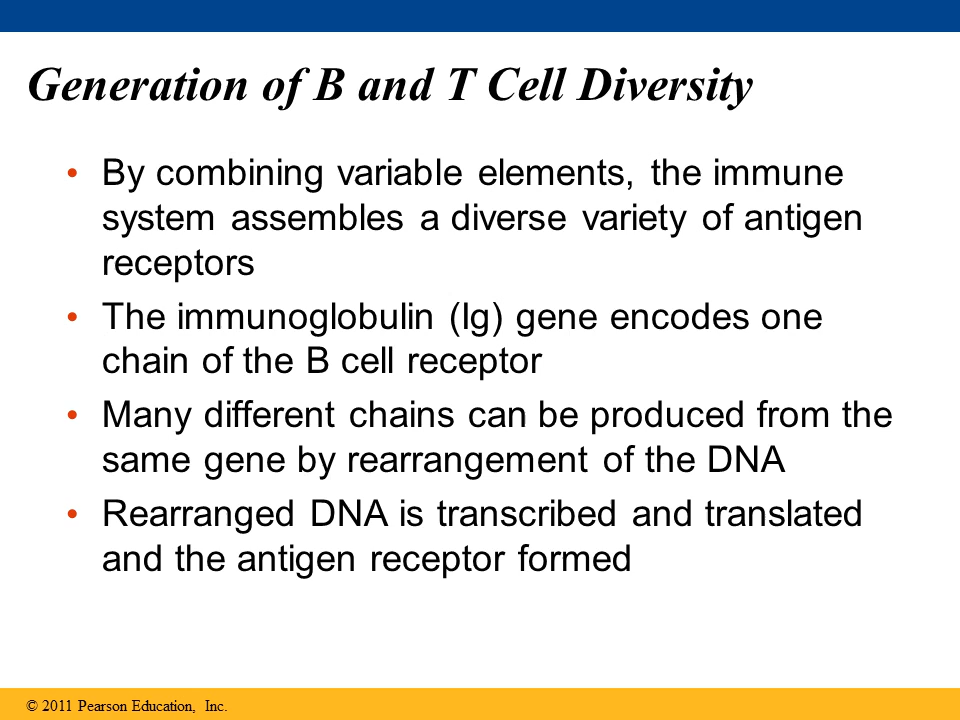 Generation of B and T Cell Diversity
• By combining variable elements, the immune
system assembles a diverse variety of antigen
receptors
• The immunoglobulin (Ig) gene encodes one
chain of the B cell receptor
• Many different chains can be produced from the
same gene by rearrangement of the DNA
• Rearranged DNA is transcribed and translated
and the antigen receptor formed
© 2011 Pearson Education, Inc.